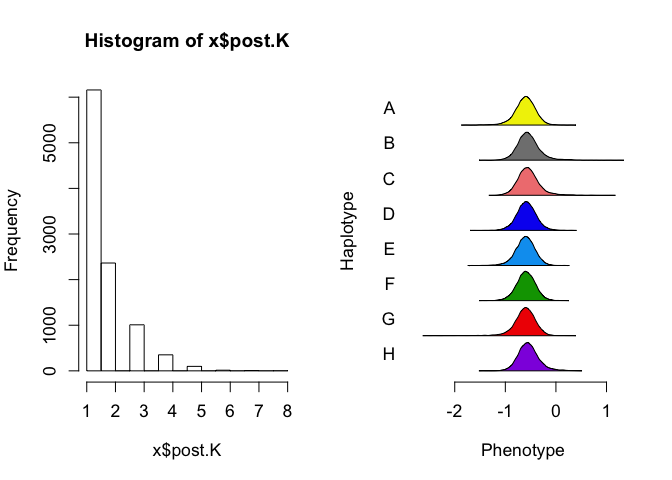 Histogram of x$post.K
Frequency
0
1000
3000
5000
1 2 3 4 5 6 7 8
x$post.K
Haplotype
A
B
C
D
E
F
G
H
-2 -1 0 1
Phenotype